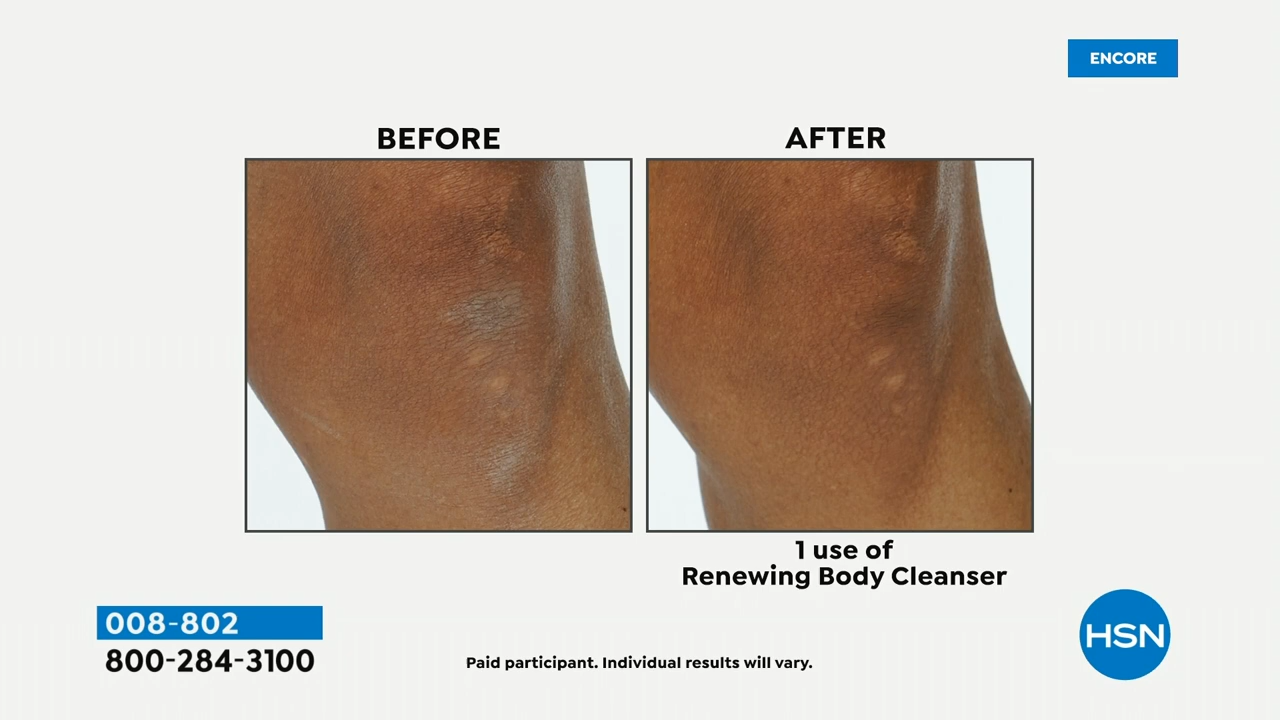 ENCORE
BEFORE
AFTER
1 use of
Renewing Body Cleanser
008-802
800-284-3100
Paid participant. Individual results will vary.
HSN